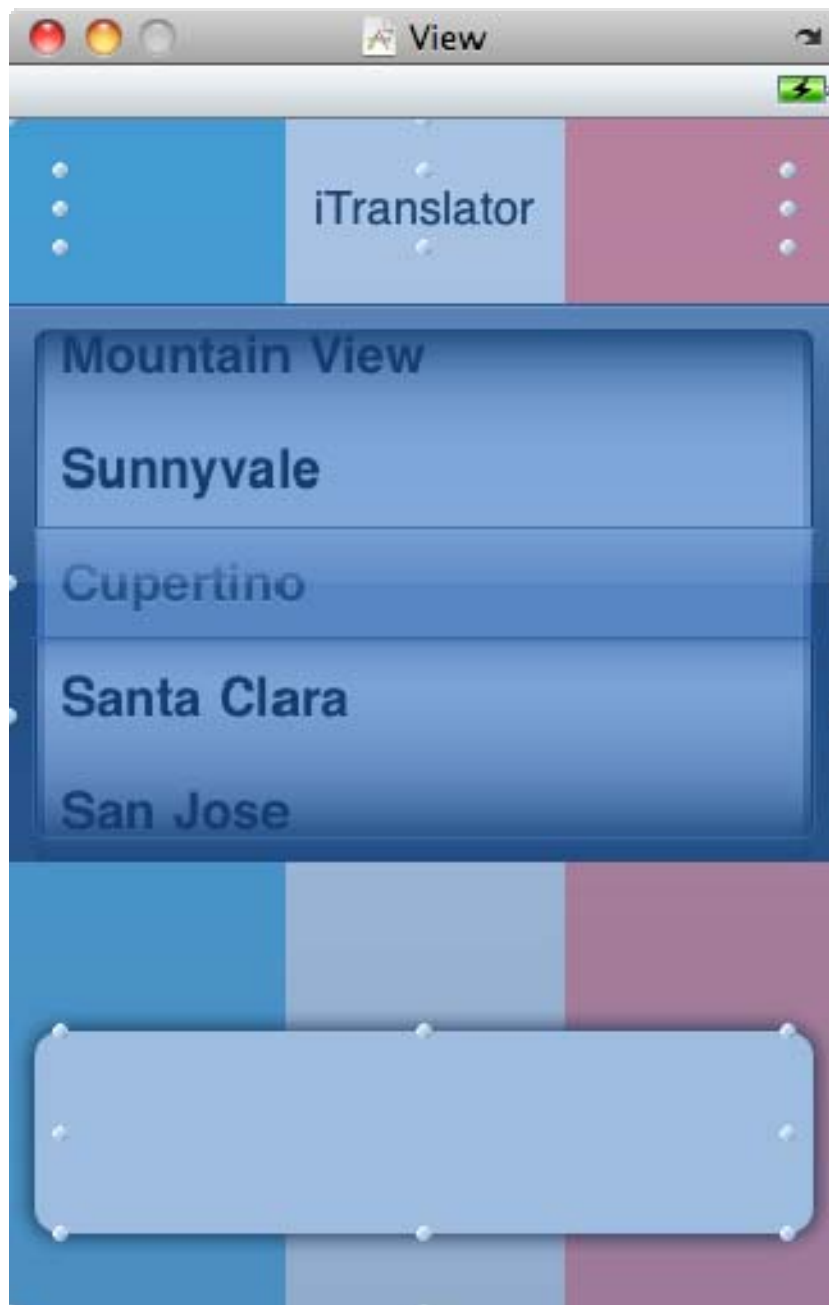 View
iTranslator
Mountain View
Sunnyvale
Cupertino
Santa Clara
San Jose